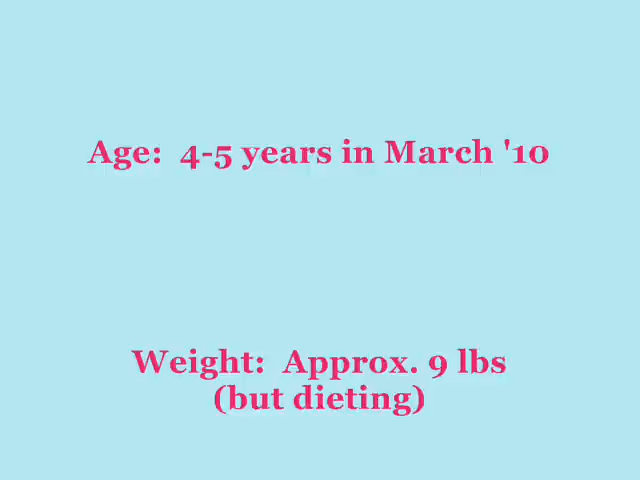 Age:  4-5 years in March '10
Weight:  Approx. 9 lbs
(but dieting)